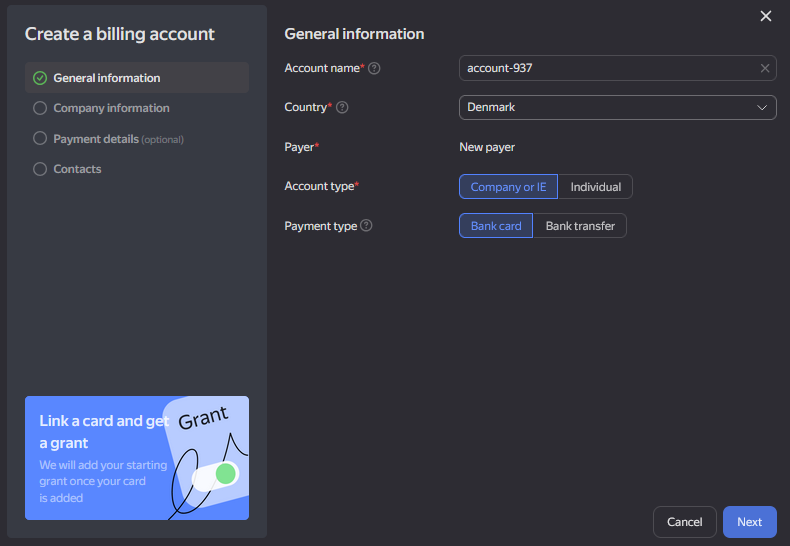 Create a billing account
General information
Company information
Payment details (optional)
Contacts
Link a card and get
a grant
We will add your starting
grant once your card
is added
Grant
General information
Account name*
account-937
Country*
Denmark
Payer*
New payer
Account type*
Company or IE
Individual
Payment type
Bank card
Bank transfer
Cancel
Next